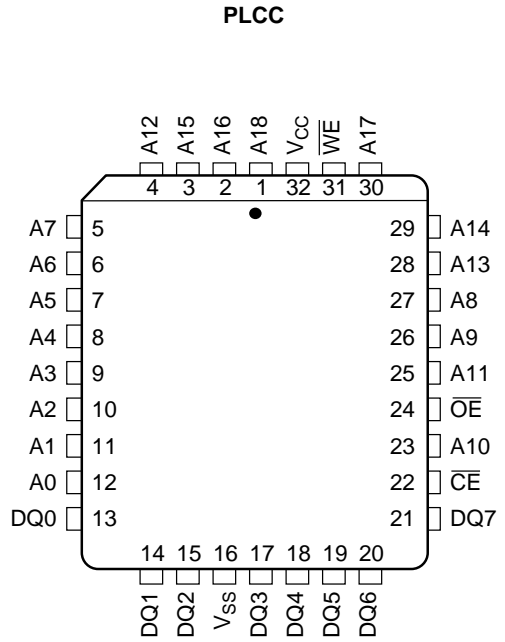 PLCC
A12 A15 A16 A18 VCC W̅E̅ A17
4 3 2 1 32 31 30
A7 5 29 A14
A6 6 28 A13
A5 7 27 A8
A4 8 26 A9
A3 9 25 A11
A2 10 24 O̅E̅
A1 11 23 A10
A0 12 22 C̅E̅
DQ0 13 21 DQ7
14 15 16 17 18 19 20
DQ1 DQ2 VSS DQ3 DQ4 DQ5 DQ6